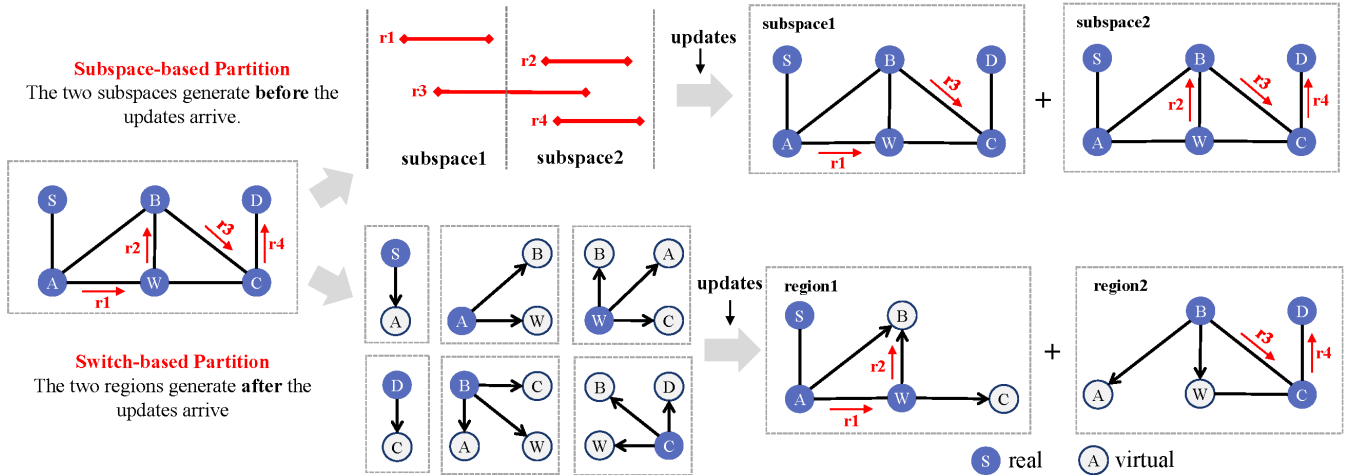 Subspace-based Partition
The two subspaces generate before the
updates arrive.
S
B
D
r3
r2
r4
A
W
C
r1
Switch-based Partition
The two regions generate after the
updates arrive
r1
r2
r3
r4
subspace1
subspace2
updates
subspace1
S
B
D
r3
A
W
C
r1
+
subspace2
S
B
D
r3
r2
r4
A
W
C
S
A
B
A
W
B
A
W
C
D
C
B
C
A
W
B
D
W
C
updates
region1
S
B
r2
A
W
C
r1
+
region2
B
D
r3
r4
A
W
C
S real
A virtual